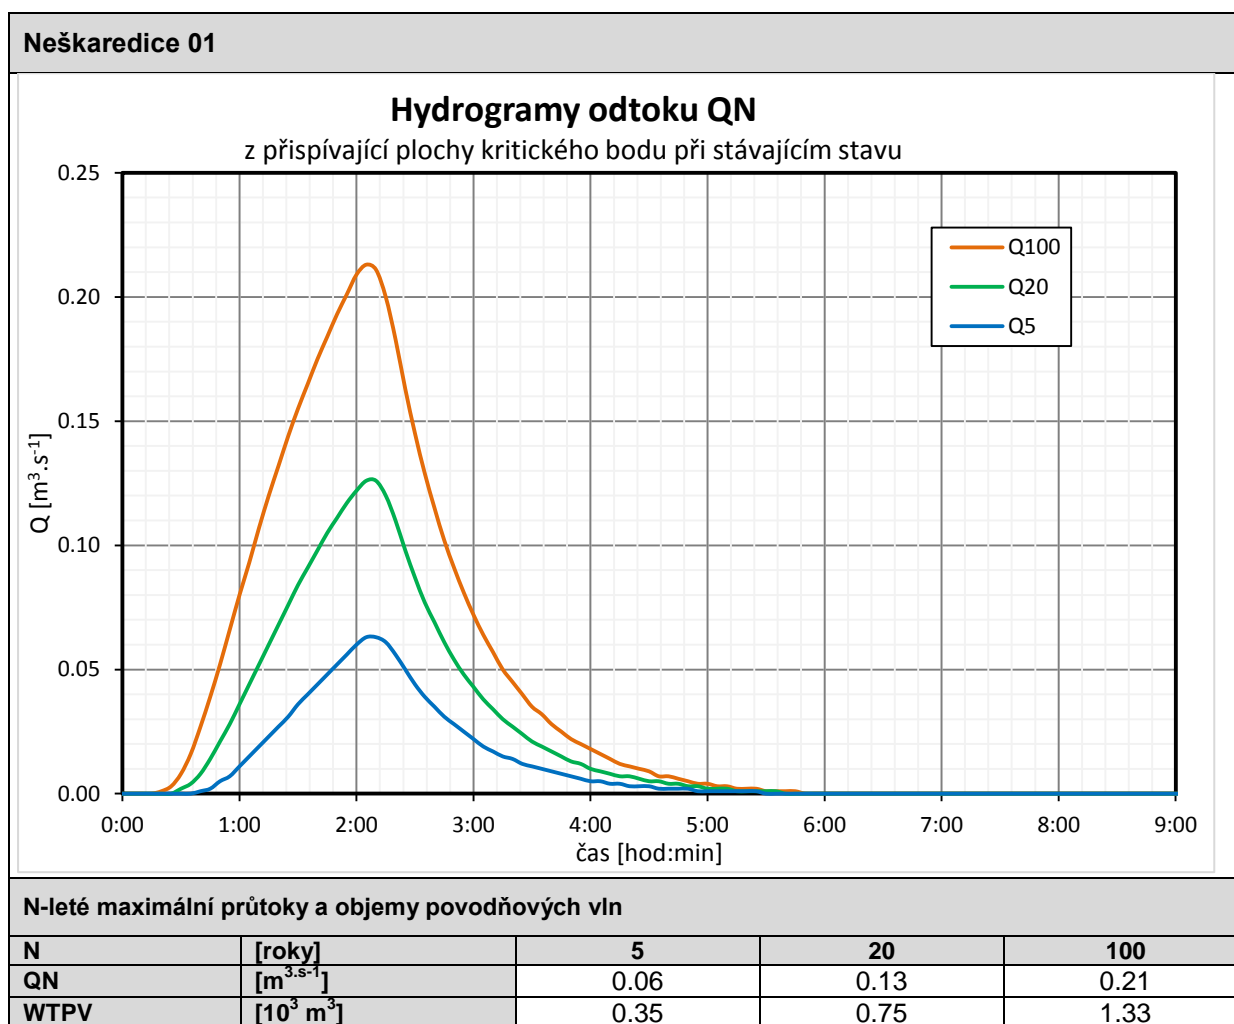 Neškaredice 01
Hydrogramy odtoku QN
z přispívající plochy kritického bodu při stávajícím stavu
0.25
0.20
0.15
0.10
0.05
0.00
Q [m³.s⁻¹]
Q100
Q20
Q5
0:00 1:00 2:00 3:00 4:00 5:00 6:00 7:00 8:00 9:00
čas [hod:min]
N-leté maximální průtoky a objemy povodňových vln
N [roky] 5 20 100
QN [m³·ˢ⁻¹] 0.06 0.13 0.21
WTPV [10³ m³] 0.35 0.75 1.33